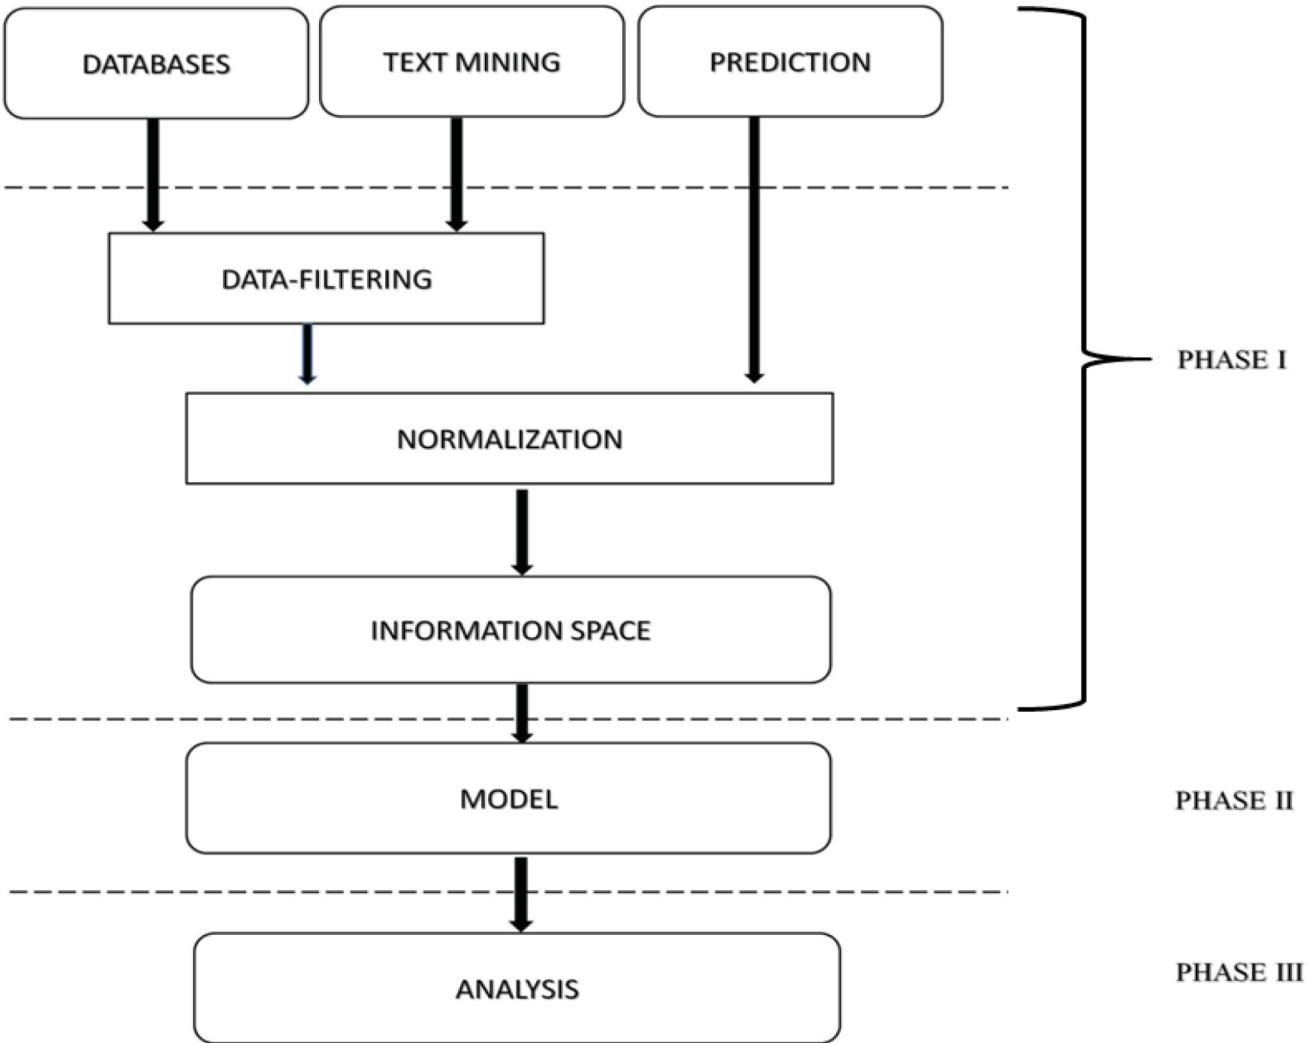 DATABASES
TEXT MINING
PREDICTION
DATA-FILTERING
PHASE I
NORMALIZATION
INFORMATION SPACE
MODEL
PHASE II
ANALYSIS
PHASE III